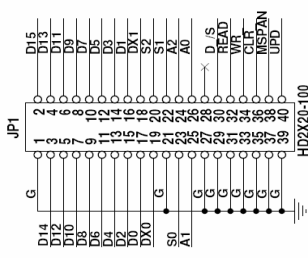 D15
D13
D11
D9
D7
D5
D3
D1
DX1
S2
S1
A2
A0
D_/S
READ
WR
CLR
MSPAN
UPD
JP1
2 4 6 8 10 12 14 16 18 20 22 24 26 28 30 32 34 36 38 40
1 3 5 7 9 11 13 15 17 19 21 23 25 27 29 31 33 35 37 39
HD2X20-100
G
G
G
G
G
G
G
G
G
D14
D12
D10
D8
D6
D4
D2
D0
DX0
S0
A1